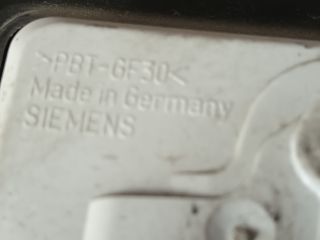 >PBT-GF30<
Made in Germany
SIEMENS